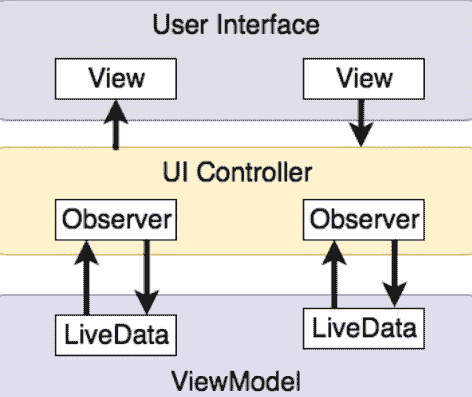 User Interface
View
View
UI Controller
Observer
Observer
LiveData
LiveData
ViewModel